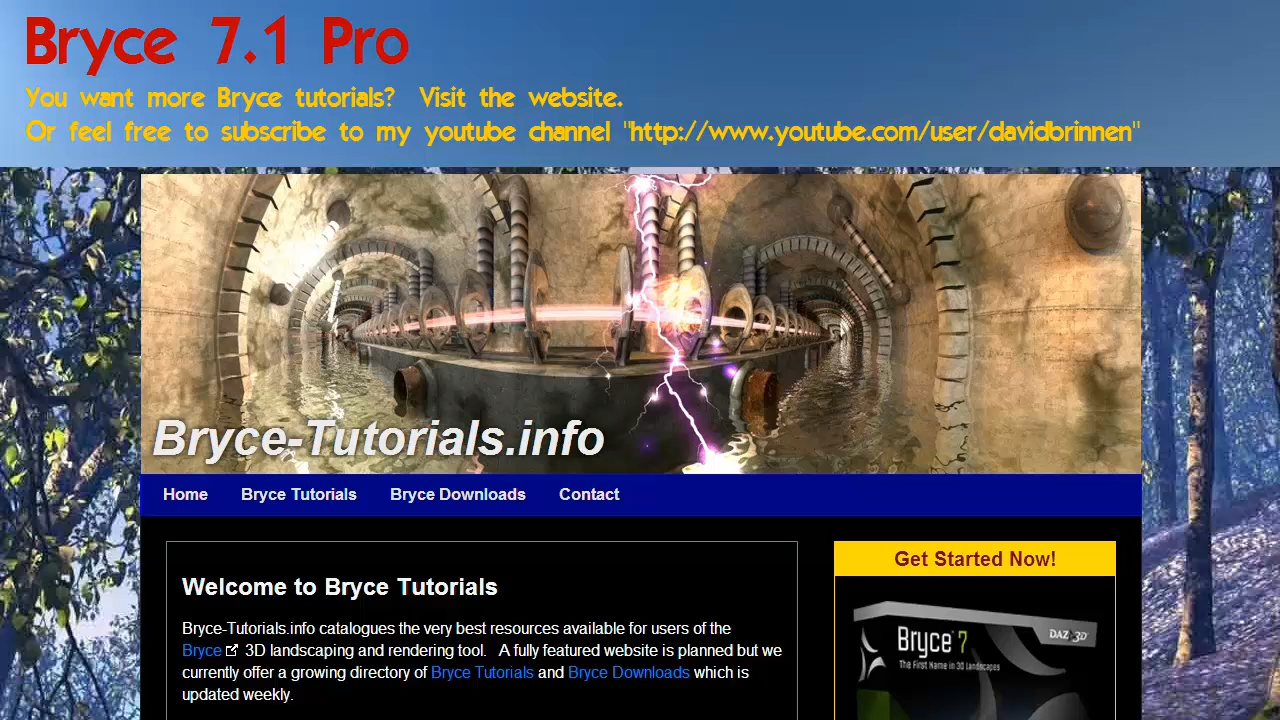 Bryce 7.1 Pro
You want more Bryce tutorials? Visit the website.
Or feel free to subscribe to my youtube channel "http://www.youtube.com/user/davidbrinnen"
Bryce-Tutorials.info
Home Bryce Tutorials Bryce Downloads Contact
Welcome to Bryce Tutorials
Bryce-Tutorials.info catalogues the very best resources available for users of the
Bryce 3D landscaping and rendering tool. A fully featured website is planned but we
currently offer a growing directory of Bryce Tutorials and Bryce Downloads which is
updated weekly.
Get Started Now!
DAZ 3D
Bryce 7
The First Name in 3D Landscapes